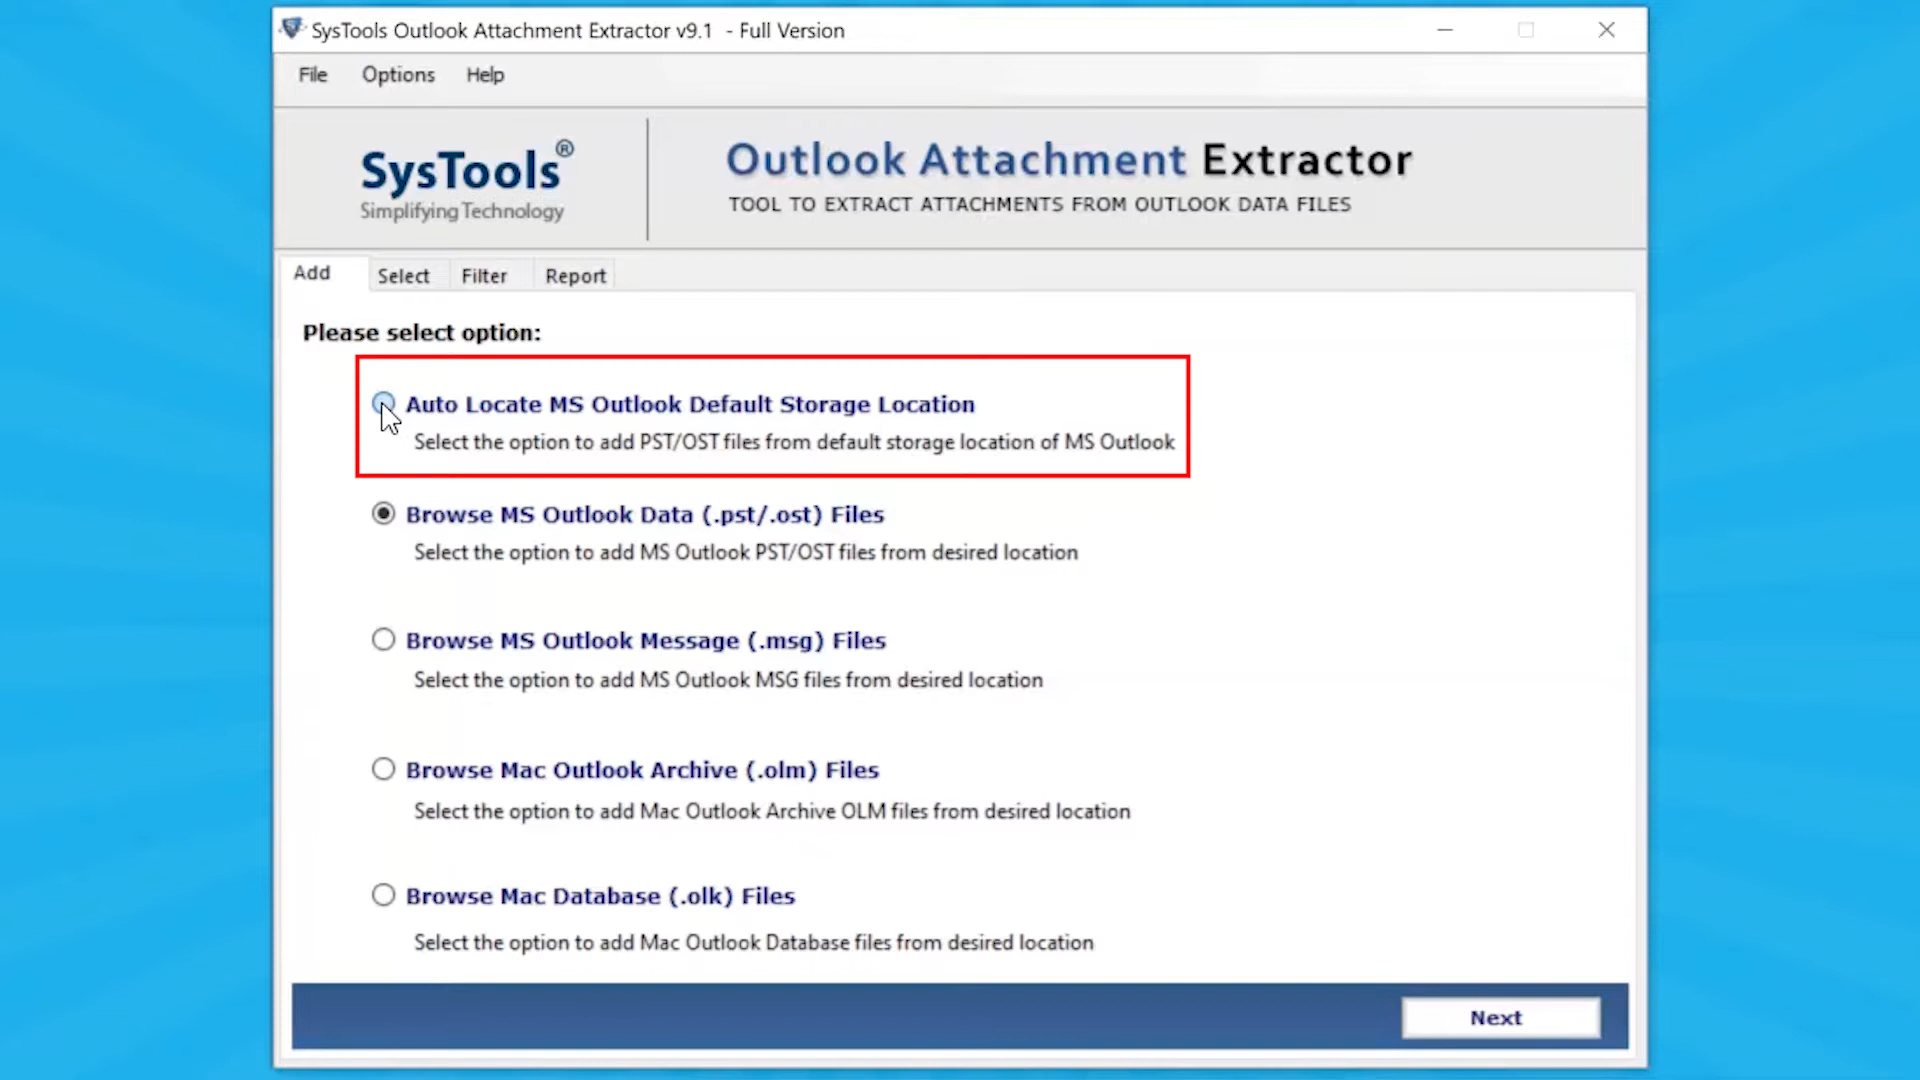 SysTools Outlook Attachment Extractor v9.1 - Full Version
File Options Help
SysTools®
Simplifying Technology
Outlook Attachment Extractor
TOOL TO EXTRACT ATTACHMENTS FROM OUTLOOK DATA FILES
Add Select Filter Report
Please select option:
Auto Locate MS Outlook Default Storage Location
Select the option to add PST/OST files from default storage location of MS Outlook
Browse MS Outlook Data (.pst/.ost) Files
Select the option to add MS Outlook PST/OST files from desired location
Browse MS Outlook Message (.msg) Files
Select the option to add MS Outlook MSG files from desired location
Browse Mac Outlook Archive (.olm) Files
Select the option to add Mac Outlook Archive OLM files from desired location
Browse Mac Database (.olk) Files
Select the option to add Mac Outlook Database files from desired location
Next